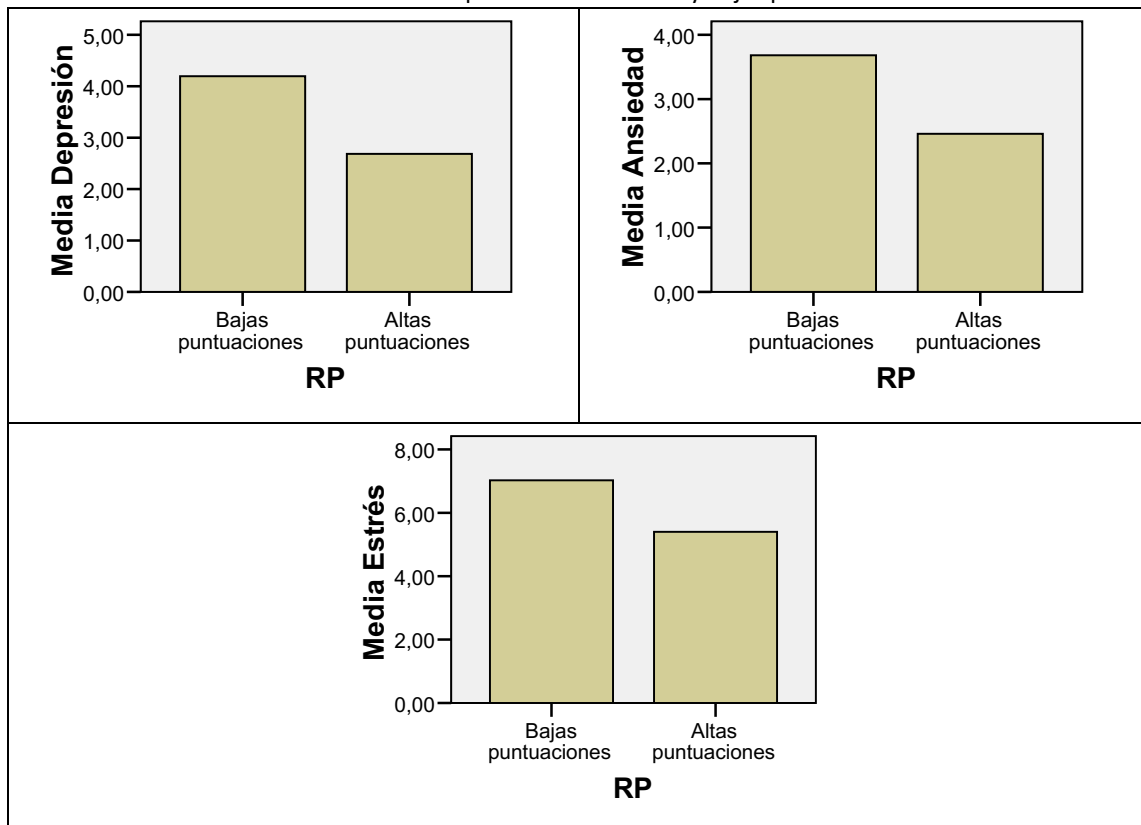 5,00
4,00
3,00
2,00
1,00
0,00
Media Depresión
Bajas puntuaciones
Altas puntuaciones
RP
4,00
3,00
2,00
1,00
0,00
Media Ansiedad
Bajas puntuaciones
Altas puntuaciones
RP
8,00
6,00
4,00
2,00
0,00
Media Estrés
Bajas puntuaciones
Altas puntuaciones
RP